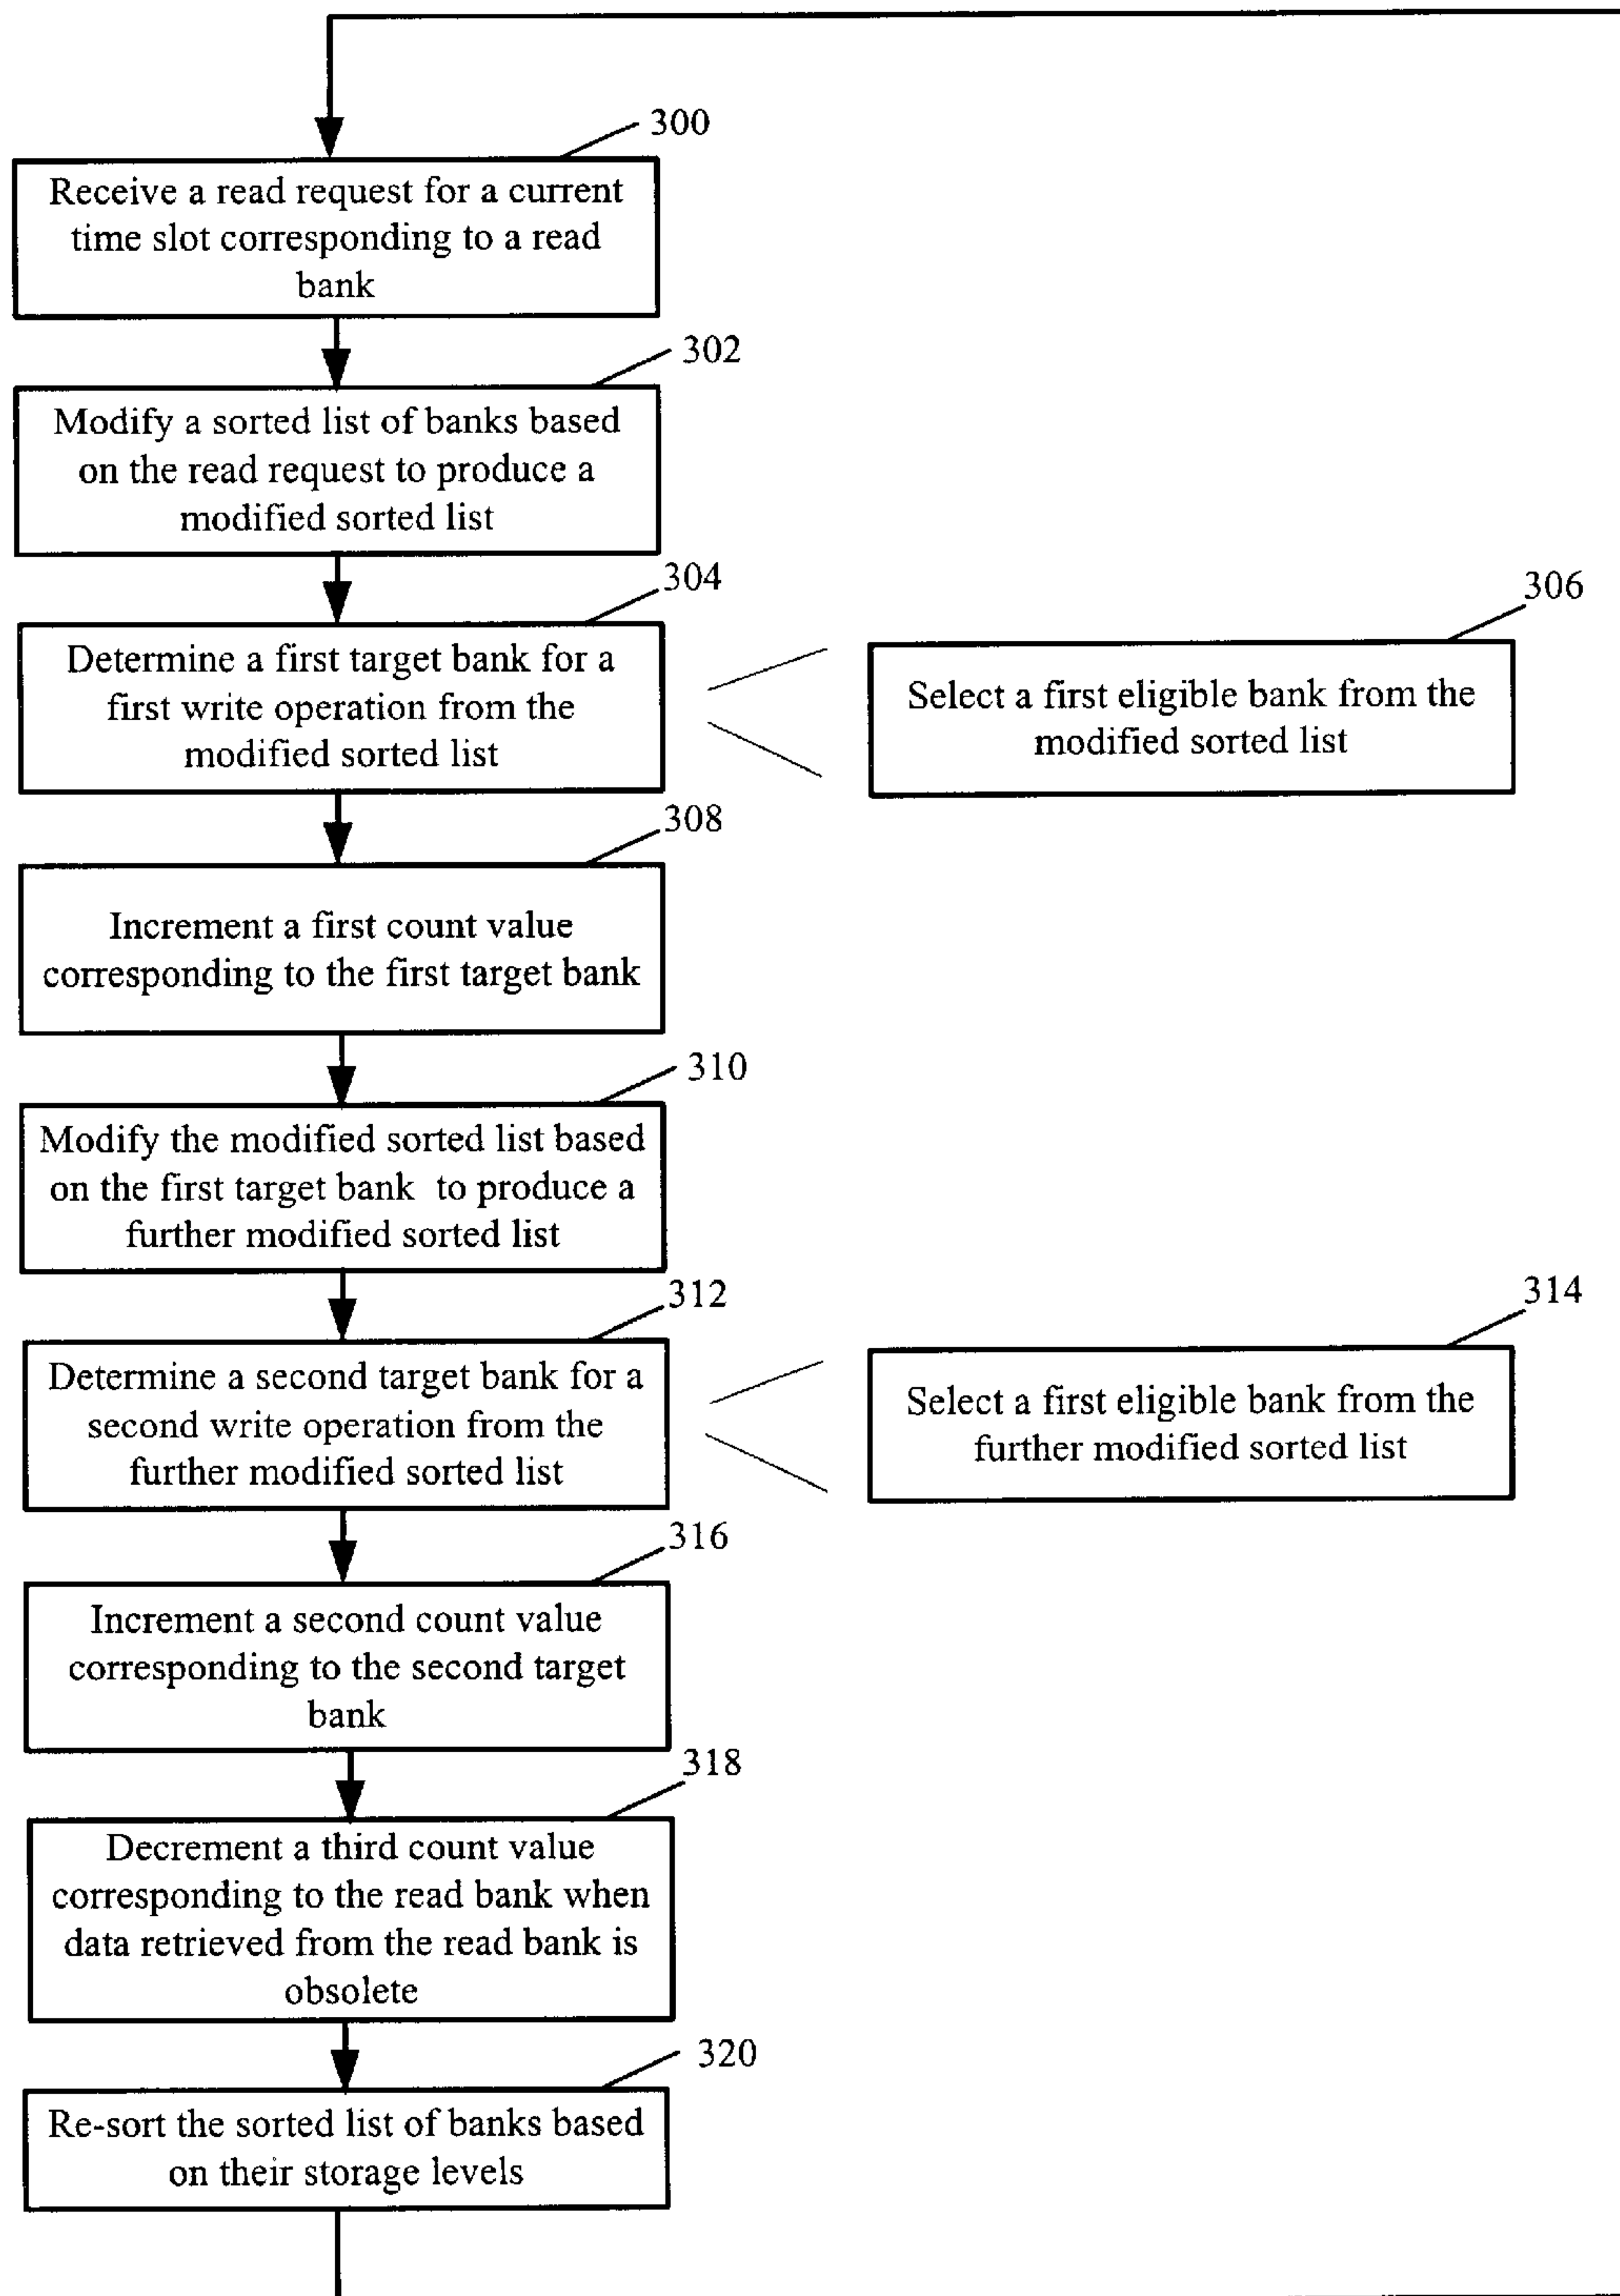 300
Receive a read request for a current
time slot corresponding to a read
bank
302
Modify a sorted list of banks based
on the read request to produce a
modified sorted list
304
Determine a first target bank for a
first write operation from the
modified sorted list
306
Select a first eligible bank from the
modified sorted list
308
Increment a first count value
corresponding to the first target bank
310
Modify the modified sorted list based
on the first target bank to produce a
further modified sorted list
312
Determine a second target bank for a
second write operation from the
further modified sorted list
314
Select a first eligible bank from the
further modified sorted list
316
Increment a second count value
corresponding to the second target
bank
318
Decrement a third count value
corresponding to the read bank when
data retrieved from the read bank is
obsolete
320
Re-sort the sorted list of banks based
on their storage levels